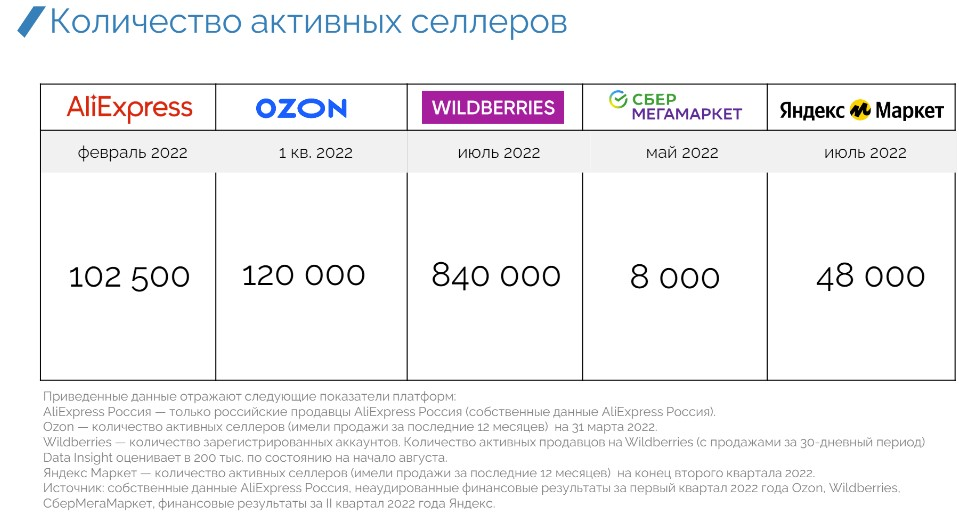 Количество активных селлеров
AliExpress OZON WILDBERRIES СБЕР МЕГАМАРКЕТ Яндекс Маркет
февраль 2022 1 кв. 2022 июль 2022 май 2022 июль 2022
102 500 120 000 840 000 8 000 48 000
Приведенные данные отражают следующие показатели платформ:
AliExpress Россия — только российские продавцы AliExpress Россия (собственные данные AliExpress Россия).
Ozon — количество активных селлеров (имели продажи за последние 12 месяцев) на 31 марта 2022.
Wildberries — количество зарегистрированных аккаунтов. Количество активных продавцов на Wildberries (с продажами за 30-дневный период)
Data Insight оценивает в 200 тыс. по состоянию на начало августа.
Яндекс Маркет — количество активных селлеров (имели продажи за последние 12 месяцев) на конец второго квартала 2022.
Источник: собственные данные AliExpress Россия, неаудированные финансовые результаты за первый квартал 2022 года Ozon, Wildberries,
СберМегаМаркет, финансовые результаты за II квартал 2022 года Яндекс.